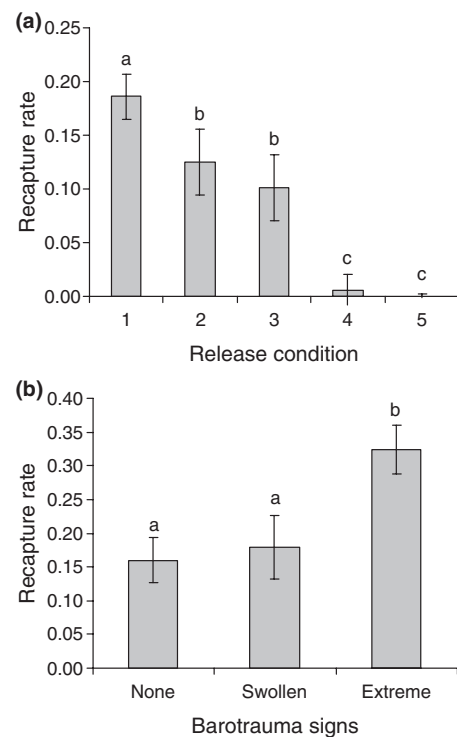 (a)
0.25
0.20
0.15
0.10
0.05
0.00
Recapture rate
a
b
b
c
c
1 2 3 4 5
Release condition
(b)
0.40
0.35
0.30
0.25
0.20
0.15
0.10
0.05
0.00
Recapture rate
a
a
b
None Swollen Extreme
Barotrauma signs